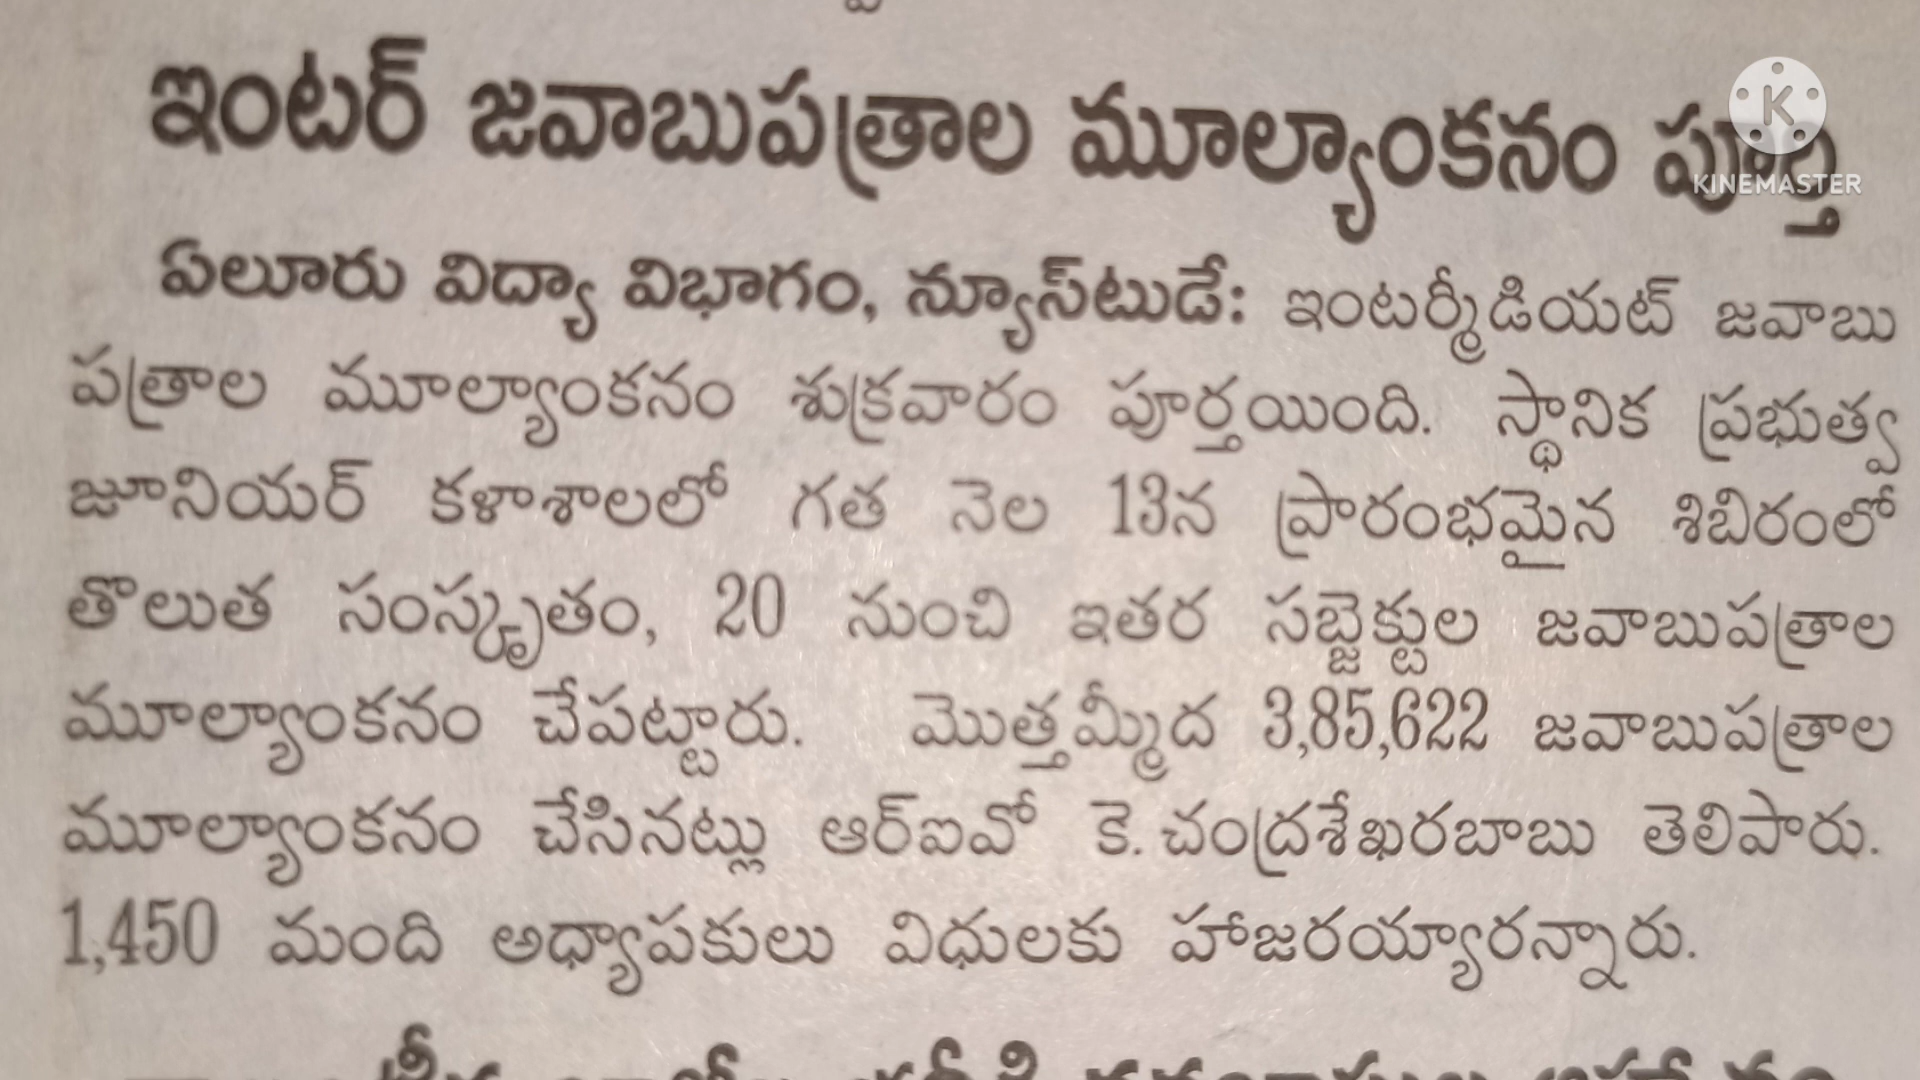 ఇంటర్ జవాబుపత్రాల మూల్యాంకనం పూర్తి
K
KINEMASTER
ఏలూరు విద్యా విభాగం, న్యూస్‌టుడే: ఇంటర్మీడియట్ జవాబు
పత్రాల మూల్యాంకనం శుక్రవారం పూర్తయింది. స్థానిక ప్రభుత్వ
జూనియర్ కళాశాలలో గత నెల 13న ప్రారంభమైన శిబిరంలో
తొలుత సంస్కృతం, 20 నుంచి ఇతర సబ్జెక్టుల జవాబుపత్రాల
మూల్యాంకనం చేపట్టారు. మొత్తమ్మీద 3,85,622 జవాబుపత్రాల
మూల్యాంకనం చేసినట్లు ఆర్‌ఐవో కె. చంద్రశేఖరబాబు తెలిపారు.
1,450 మంది అధ్యాపకులు విధులకు హాజరయ్యారన్నారు.